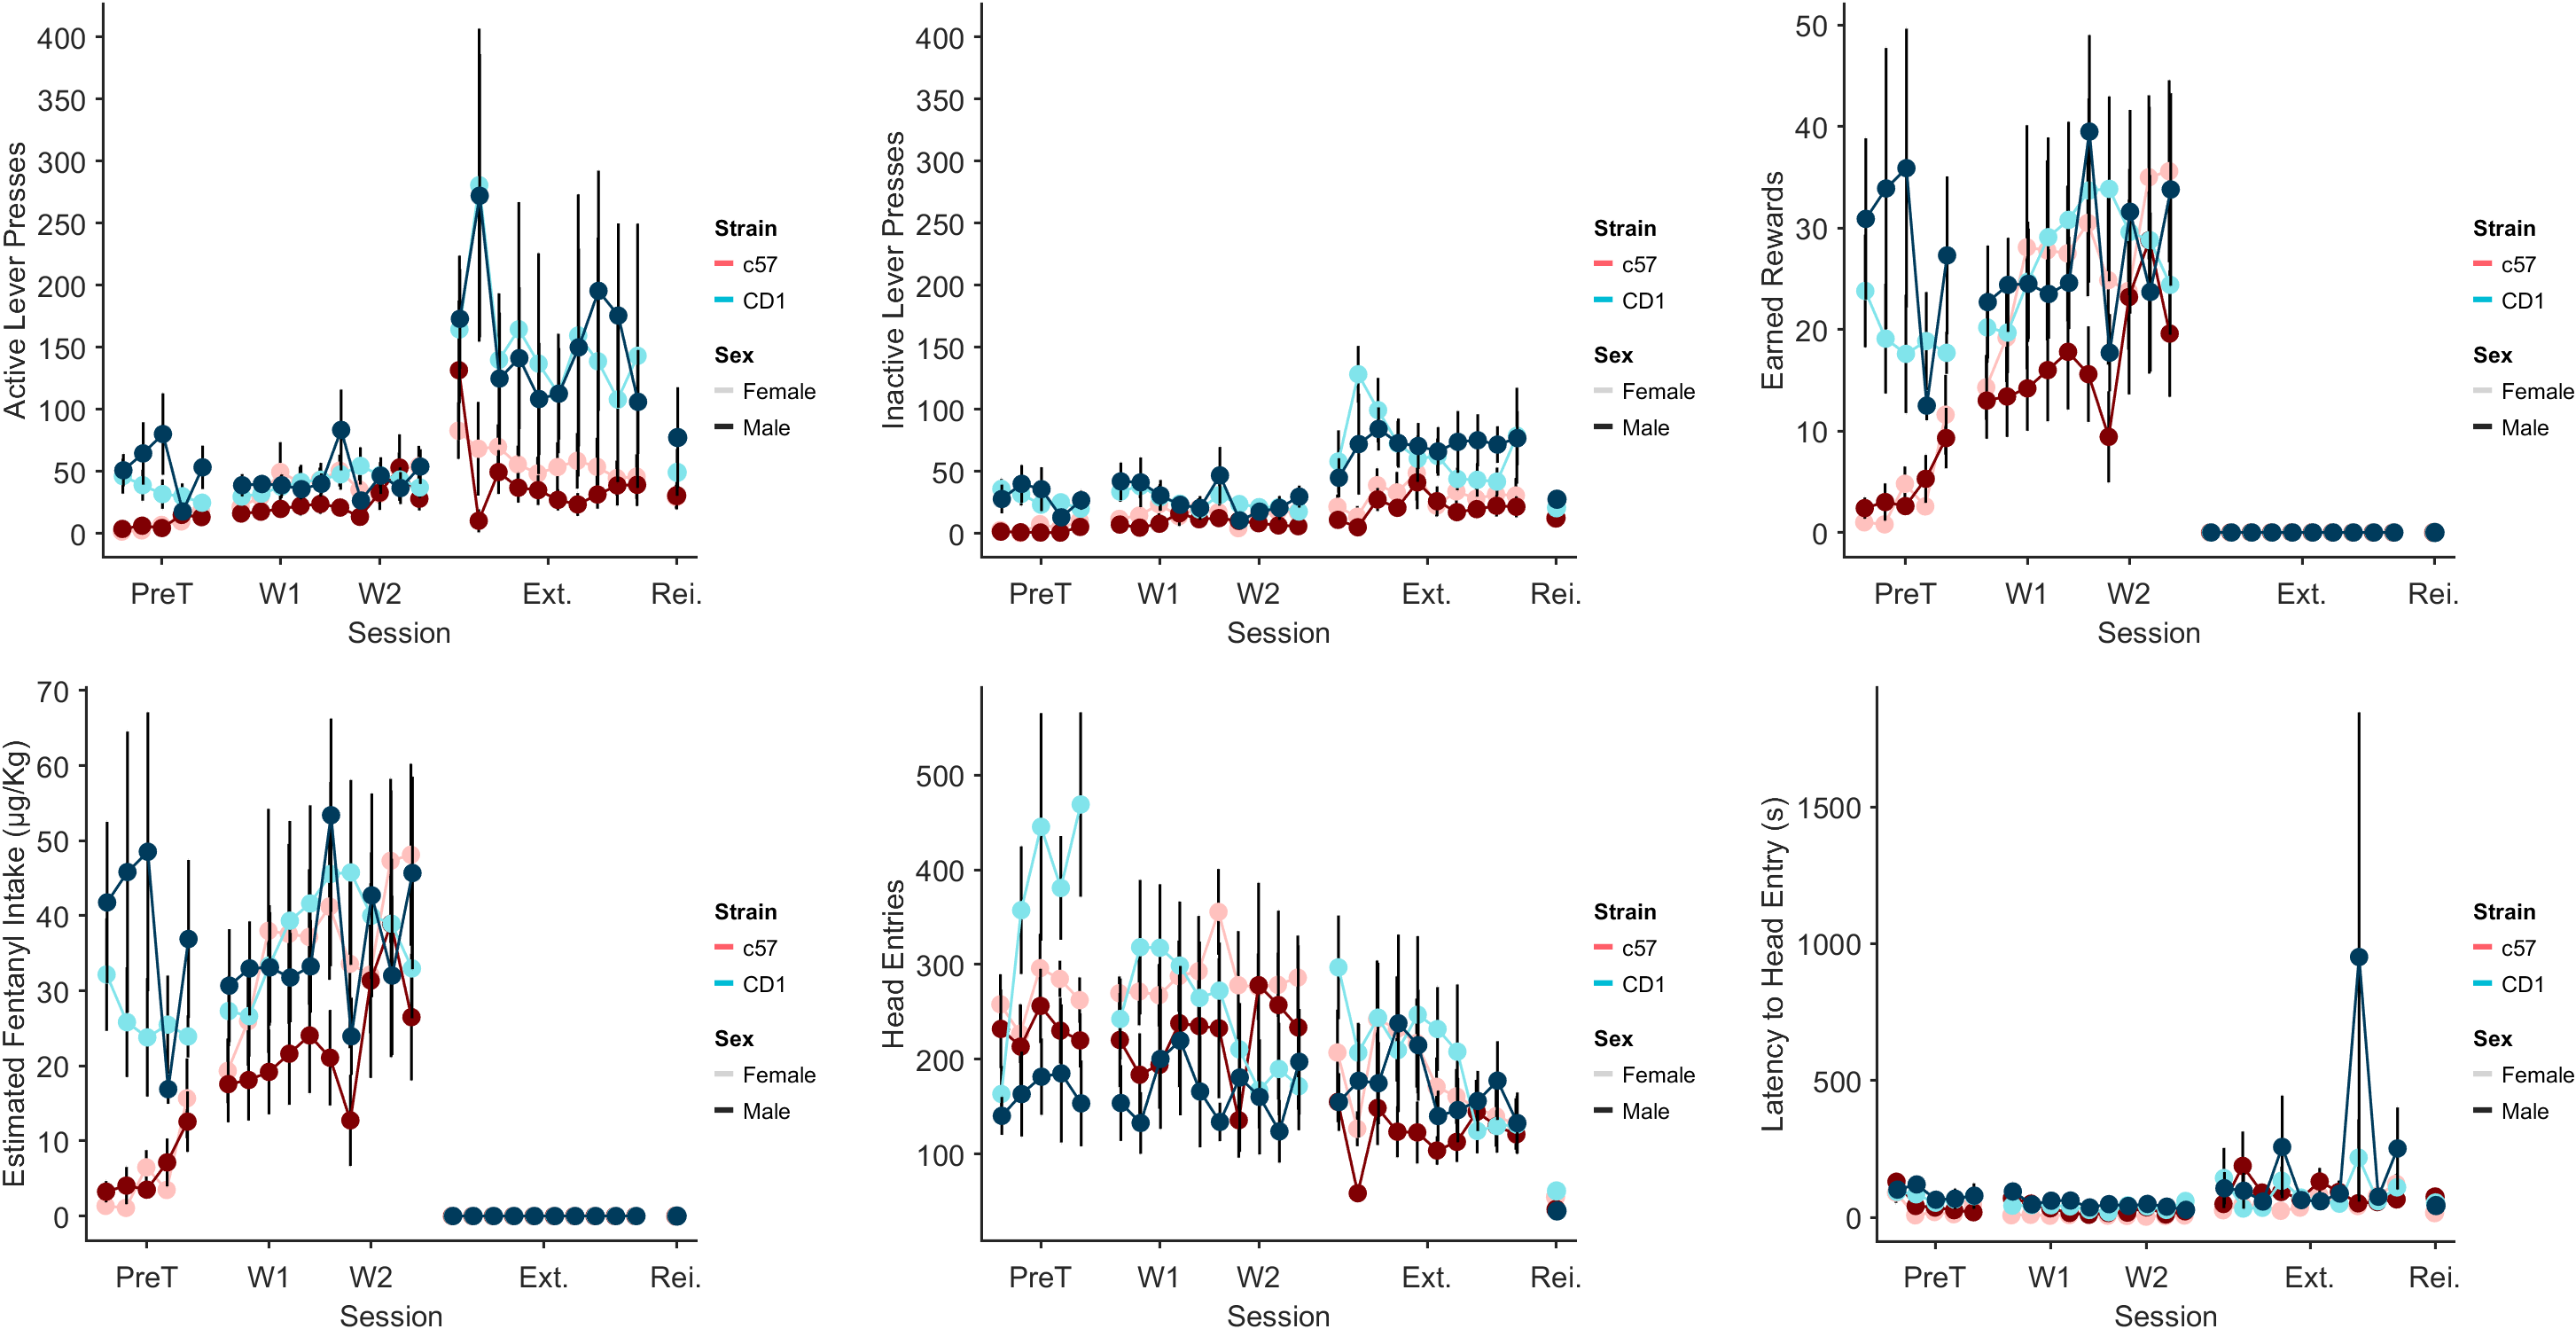 Active Lever Presses
400
350
300
250
200
150
100
50
0
PreT W1 W2 Ext. Rei.
Session
Strain
c57
CD1
Sex
Female
Male
Inactive Lever Presses
400
350
300
250
200
150
100
50
0
PreT W1 W2 Ext. Rei.
Session
Strain
c57
CD1
Sex
Female
Male
Earned Rewards
50
40
30
20
10
0
PreT W1 W2 Ext. Rei.
Session
Strain
c57
CD1
Sex
Female
Male
Estimated Fentanyl Intake (μg/Kg)
70
60
50
40
30
20
10
0
PreT W1 W2 Ext. Rei.
Session
Strain
c57
CD1
Sex
Female
Male
Head Entries
500
400
300
200
100
PreT W1 W2 Ext. Rei.
Session
Strain
c57
CD1
Sex
Female
Male
Latency to Head Entry (s)
1500
1000
500
0
PreT W1 W2 Ext. Rei.
Session
Strain
c57
CD1
Sex
Female
Male